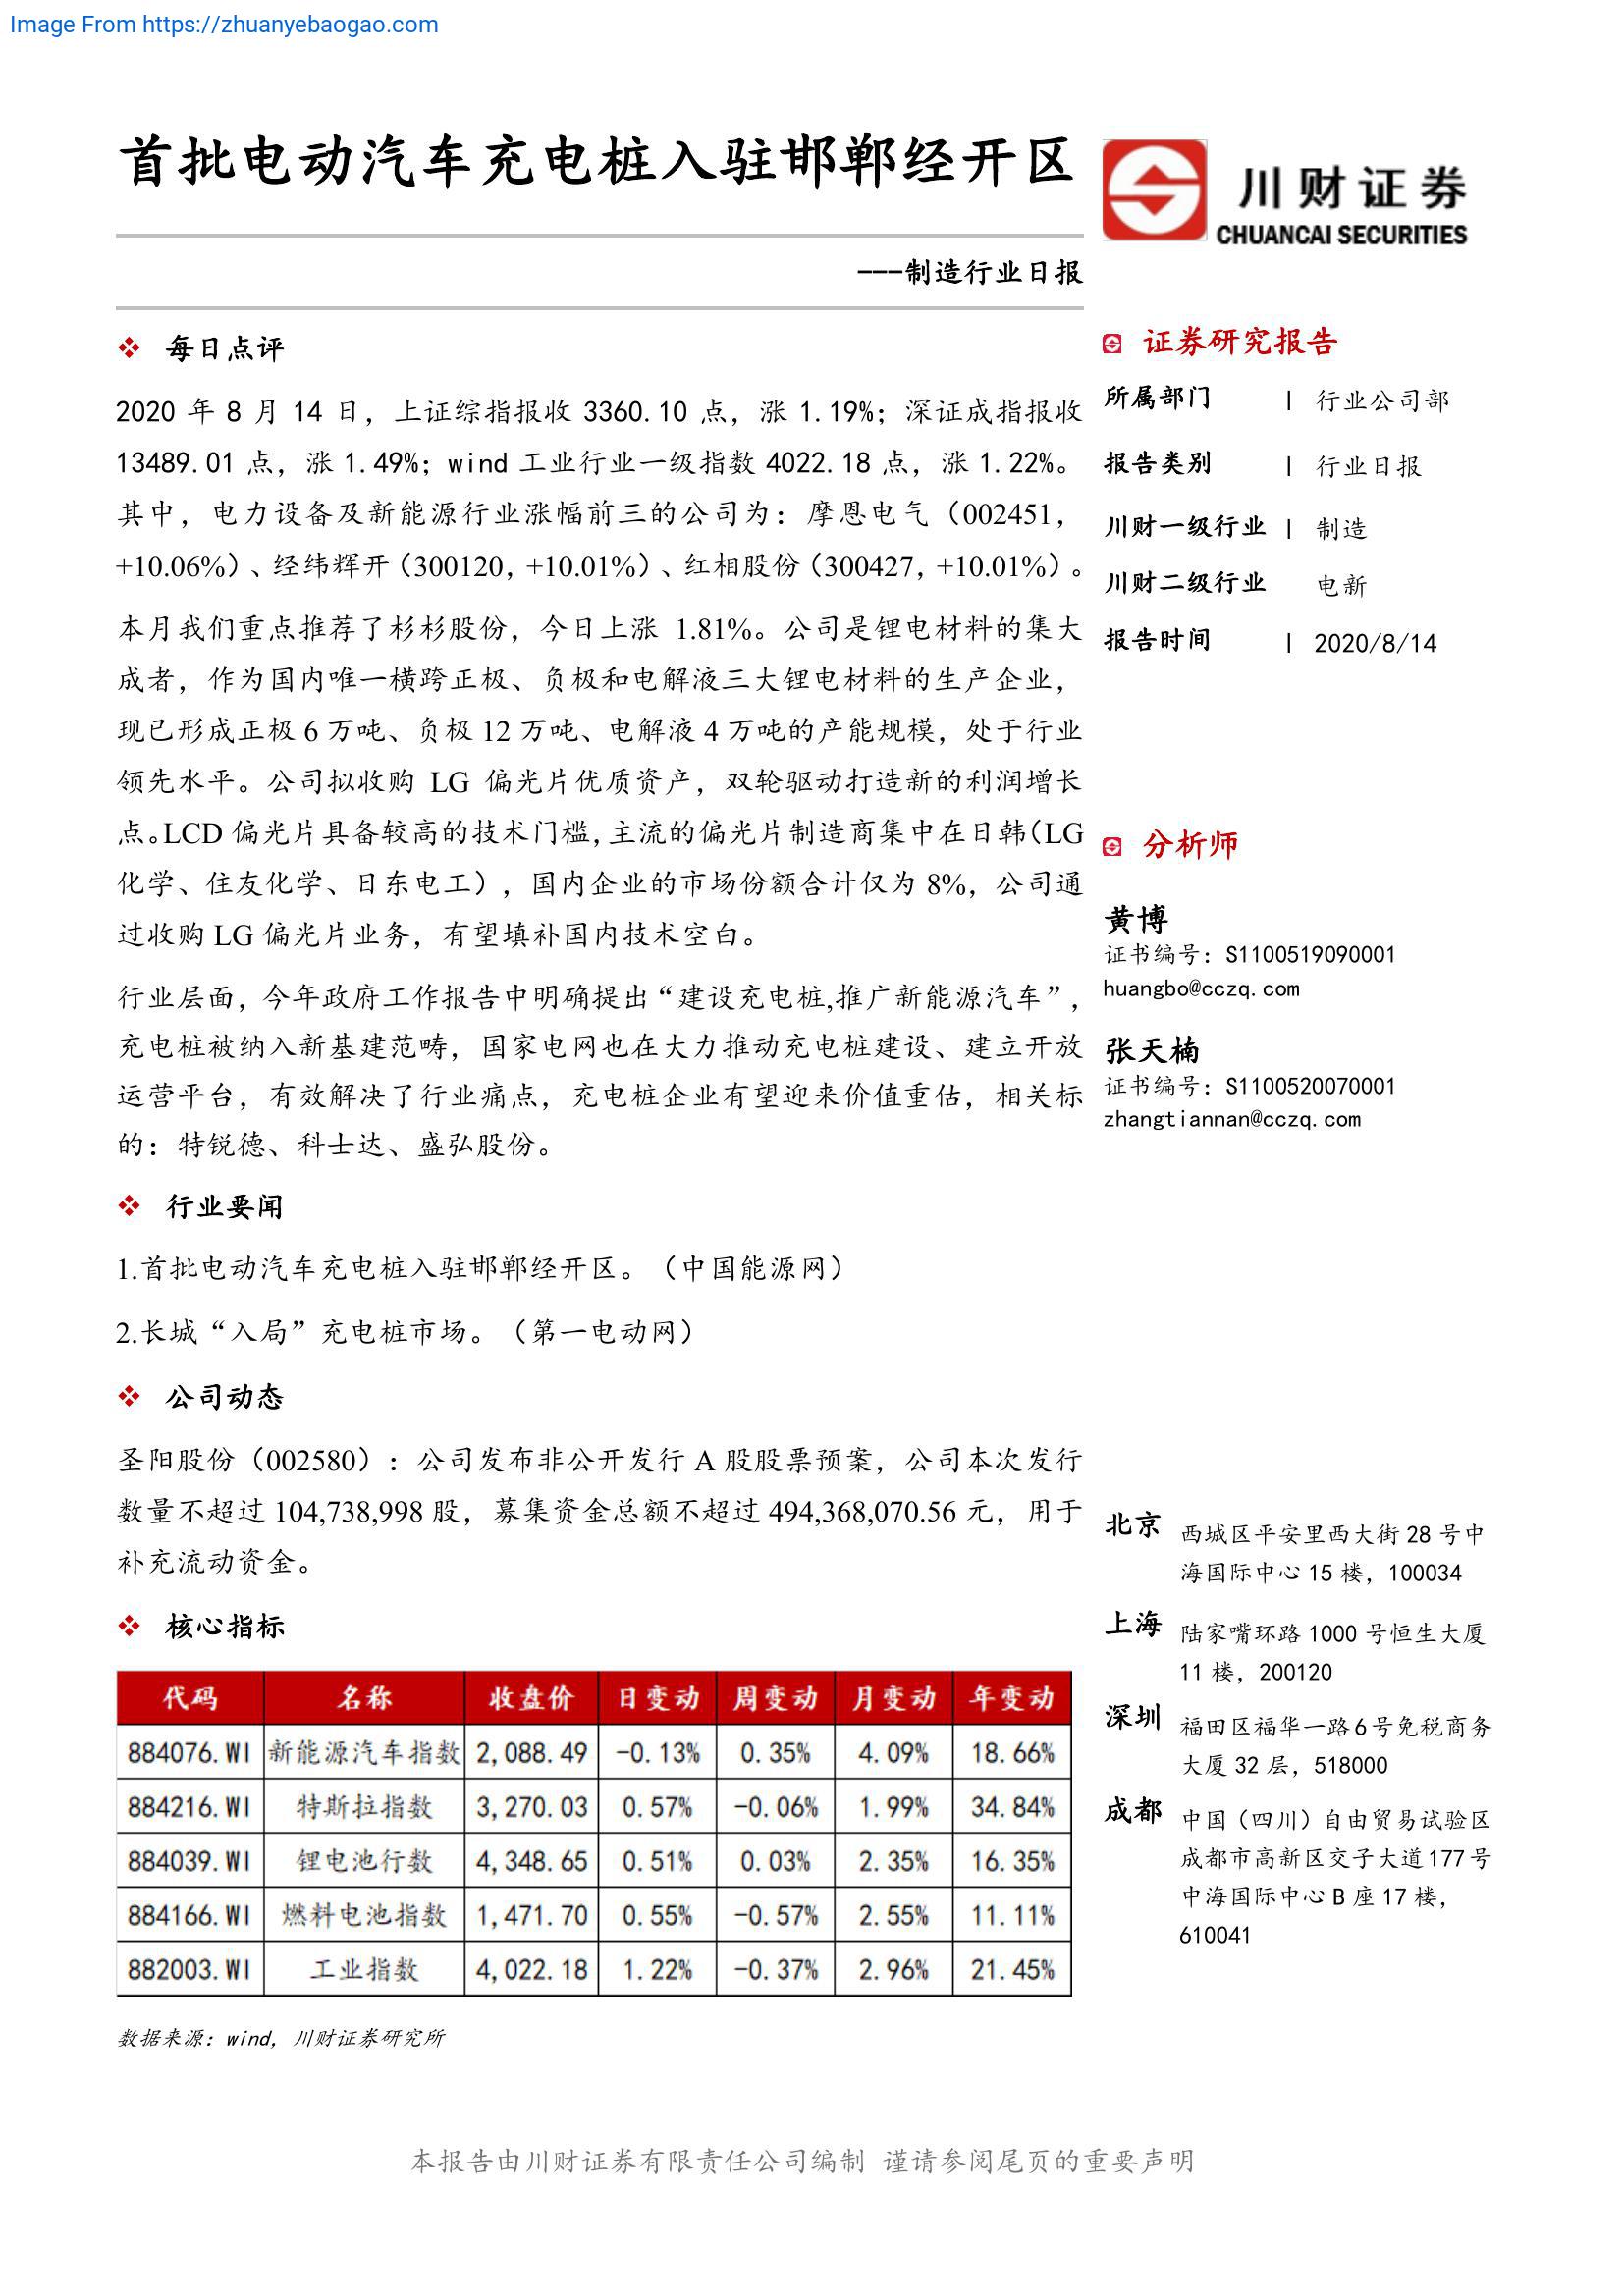 Image From https://zhuanyebaogao.com
首批电动汽车充电桩入驻邯郸经开区
川财证券
CHUANCAI SECURITIES
---制造行业日报
每日点评
2020 年 8 月 14 日，上证综指报收 3360.10 点，涨 1.19%；深证成指报收
13489.01 点，涨 1.49%；wind 工业行业一级指数 4022.18 点，涨 1.22%。
其中，电力设备及新能源行业涨幅前三的公司为：摩恩电气（002451，
+10.06%）、经纬辉开（300120，+10.01%）、红相股份（300427，+10.01%）。
本月我们重点推荐了杉杉股份，今日上涨 1.81%。公司是锂电材料的集大
成者，作为国内唯一横跨正极、负极和电解液三大锂电材料的生产企业，
现已形成正极 6 万吨、负极 12 万吨、电解液 4 万吨的产能规模，处于行业
领先水平。公司拟收购 LG 偏光片优质资产，双轮驱动打造新的利润增长
点。LCD 偏光片具备较高的技术门槛，主流的偏光片制造商集中在日韩（LG
化学、住友化学、日东电工），国内企业的市场份额合计仅为 8%，公司通
过收购 LG 偏光片业务，有望填补国内技术空白。
行业层面，今年政府工作报告中明确提出“建设充电桩,推广新能源汽车”，
充电桩被纳入新基建范畴，国家电网也在大力推动充电桩建设、建立开放
运营平台，有效解决了行业痛点，充电桩企业有望迎来价值重估，相关标
的：特锐德、科士达、盛弘股份。
行业要闻
1.首批电动汽车充电桩入驻邯郸经开区。（中国能源网）
2.长城“入局”充电桩市场。（第一电动网）
公司动态
圣阳股份（002580）：公司发布非公开发行 A 股股票预案，公司本次发行
数量不超过 104,738,998 股，募集资金总额不超过 494,368,070.56 元，用于
补充流动资金。
核心指标
代码 名称 收盘价 日变动 周变动 月变动 年变动
884076.WI 新能源汽车指数 2,088.49 -0.13% 0.35% 4.09% 18.66%
884216.WI 特斯拉指数 3,270.03 0.57% -0.06% 1.99% 34.84%
884039.WI 锂电池行数 4,348.65 0.51% 0.03% 2.35% 16.35%
884166.WI 燃料电池指数 1,471.70 0.55% -0.57% 2.55% 11.11%
882003.WI 工业指数 4,022.18 1.22% -0.37% 2.96% 21.45%
数据来源：wind，川财证券研究所
证券研究报告
所属部门 | 行业公司部
报告类别 | 行业日报
川财一级行业 | 制造
川财二级行业 电新
报告时间 | 2020/8/14
分析师
黄博
证书编号：S1100519090001
huangbo@cczq.com
张天楠
证书编号：S1100520070001
zhangtiannan@cczq.com
北京 西城区平安里西大街 28 号中
海国际中心 15 楼，100034
上海 陆家嘴环路 1000 号恒生大厦
11 楼，200120
深圳 福田区福华一路 6 号免税商务
大厦 32 层，518000
成都 中国（四川）自由贸易试验区
成都市高新区交子大道 177 号
中海国际中心 B 座 17 楼，
610041
本报告由川财证券有限责任公司编制 谨请参阅尾页的重要声明